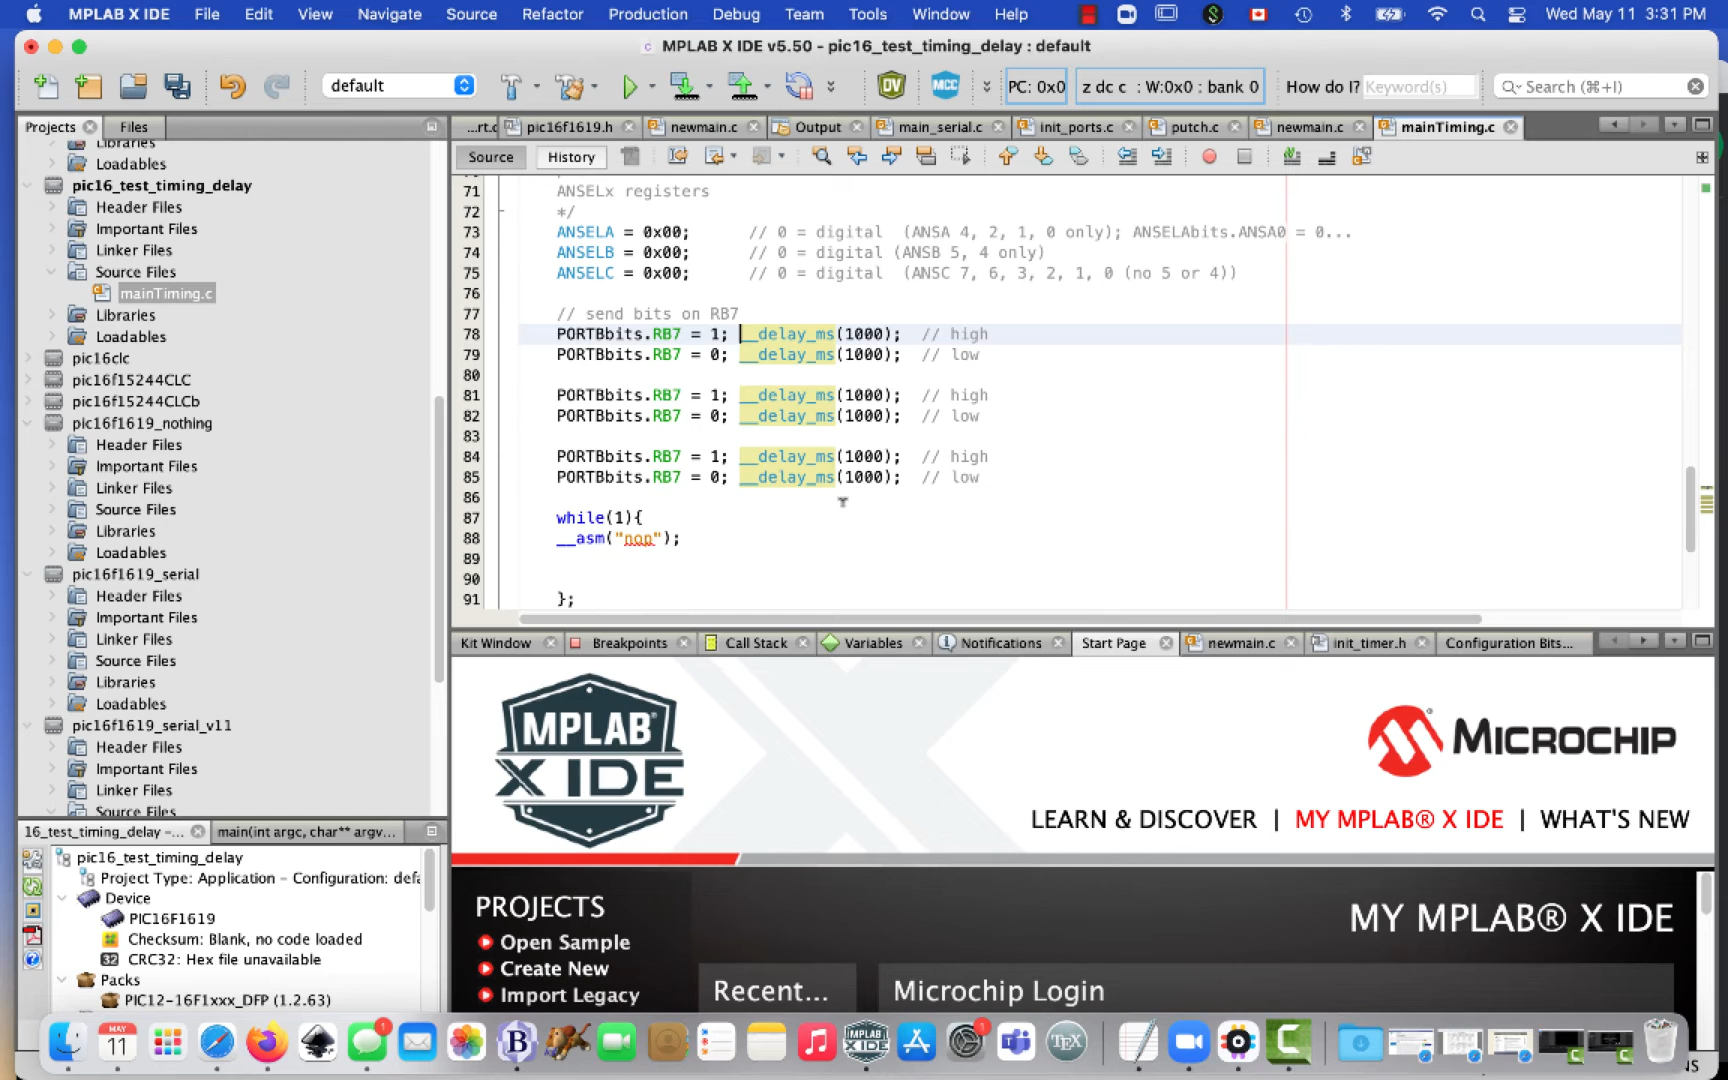 MPLAB X IDE File Edit View Navigate Source Refactor Production Debug Team Tools Window Help Wed May 11 3:31 PM
MPLAB X IDE v5.50 - pic16_test_timing_delay : default
default PC: 0x0 z dc c : W:0x0 : bank 0 How do I? Keyword(s) Search (⌘+I)
Projects Files
...rt.c pic16f1619.h newmain.c Output main_serial.c init_ports.c putch.c newmain.c mainTiming.c
Source History
Libraries
Loadables
pic16_test_timing_delay
Header Files
Important Files
Linker Files
Source Files
mainTiming.c
Libraries
Loadables
pic16clc
pic16f15244CLC
pic16f15244CLCb
pic16f1619_nothing
Header Files
Important Files
Linker Files
Source Files
Libraries
Loadables
pic16f1619_serial
Header Files
Important Files
Linker Files
Source Files
Libraries
Loadables
pic16f1619_serial_v11
Header Files
Important Files
Linker Files
Source Files
71 ANSELx registers
72 */
73 ANSELA = 0x00; // 0 = digital (ANSA 4, 2, 1, 0 only); ANSELAbits.ANSA0 = 0...
74 ANSELB = 0x00; // 0 = digital (ANSB 5, 4 only)
75 ANSELC = 0x00; // 0 = digital (ANSC 7, 6, 3, 2, 1, 0 (no 5 or 4))
76
77 // send bits on RB7
78 PORTBbits.RB7 = 1; __delay_ms(1000); // high
79 PORTBbits.RB7 = 0; __delay_ms(1000); // low
80
81 PORTBbits.RB7 = 1; __delay_ms(1000); // high
82 PORTBbits.RB7 = 0; __delay_ms(1000); // low
83
84 PORTBbits.RB7 = 1; __delay_ms(1000); // high
85 PORTBbits.RB7 = 0; __delay_ms(1000); // low
86
87 while(1){
88 __asm("nop");
89
90
91 };
Kit Window Breakpoints Call Stack Variables Notifications Start Page newmain.c init_timer.h Configuration Bits...
MPLAB
X IDE
MICROCHIP
LEARN & DISCOVER | MY MPLAB® X IDE | WHAT'S NEW
PROJECTS
Open Sample
Create New
Import Legacy
MY MPLAB® X IDE
Recent...
Microchip Login
16_test_timing_delay -... main(int argc, char** argv...
pic16_test_timing_delay
Project Type: Application - Configuration: defa
Device
PIC16F1619
Checksum: Blank, no code loaded
CRC32: Hex file unavailable
Packs
PIC12-16F1xxx_DFP (1.2.63)
MAY
11